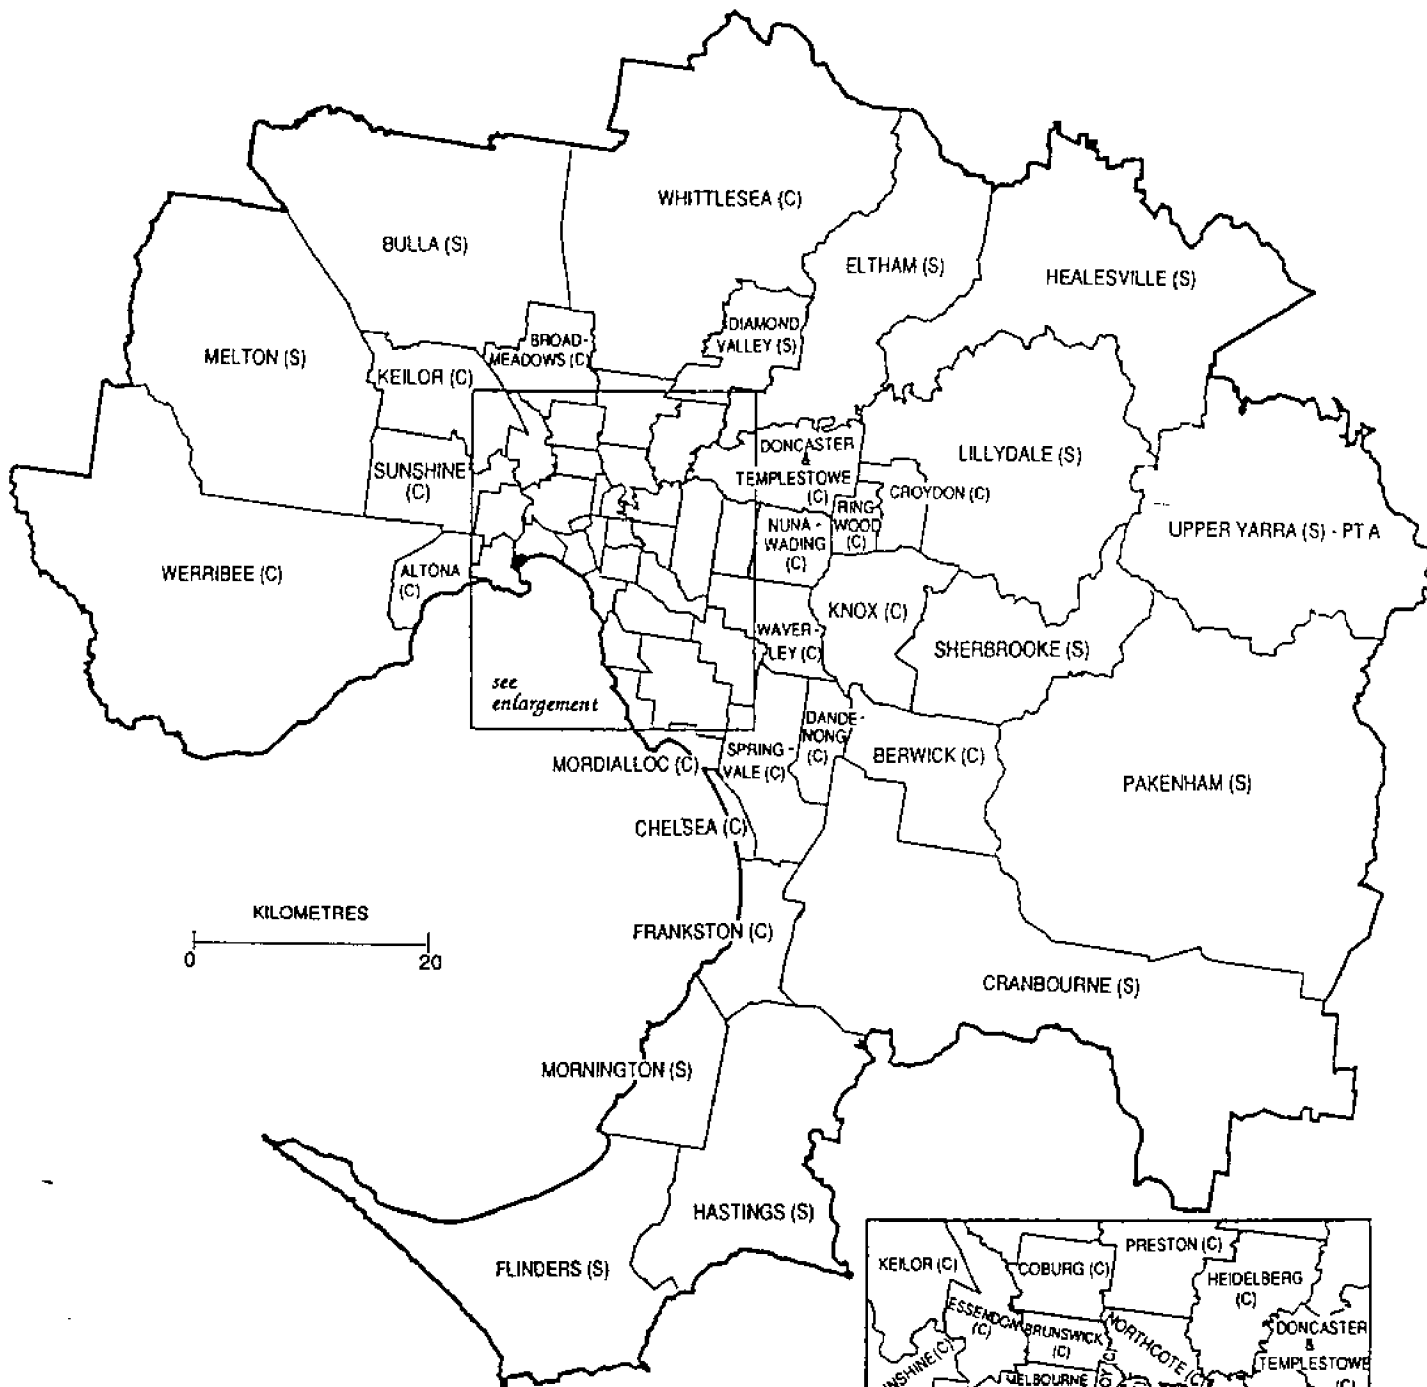 WHITTLESEA (C)
BULLA (S)
ELTHAM (S)
HEALESVILLE (S)
DIAMOND
VALLEY (S)
BROAD-
MEADOWS (C)
MELTON (S)
KEILOR (C)
DONCASTER
&
TEMPLESTOWE
(C)
LILLYDALE (S)
SUNSHINE
(C)
CROYDON (C)
RING
WOOD
(C)
NUNA-
WADING
(C)
UPPER YARRA (S) - PT A
WERRIBEE (C)
ALTONA
(C)
KNOX (C)
WAVER-
LEY (C)
SHERBROOKE (S)
see
enlargement
DANDE-
NONG
(C)
MORDIALLOC (C)
SPRING-
VALE (C)
BERWICK (C)
PAKENHAM (S)
CHELSEA (C)
KILOMETRES
0
20
FRANKSTON (C)
CRANBOURNE (S)
MORNINGTON (S)
HASTINGS (S)
FLINDERS (S)
PRESTON (C)
KEILOR (C)
COBURG (C)
HEIDELBERG
(C)
ESSENDON
(C)
BRUNSWICK
(C)
NORTHCOTE (C)
DONCASTER
&
TEMPLESTOWE
(C)
NSHINE (C)
MELBOURNE